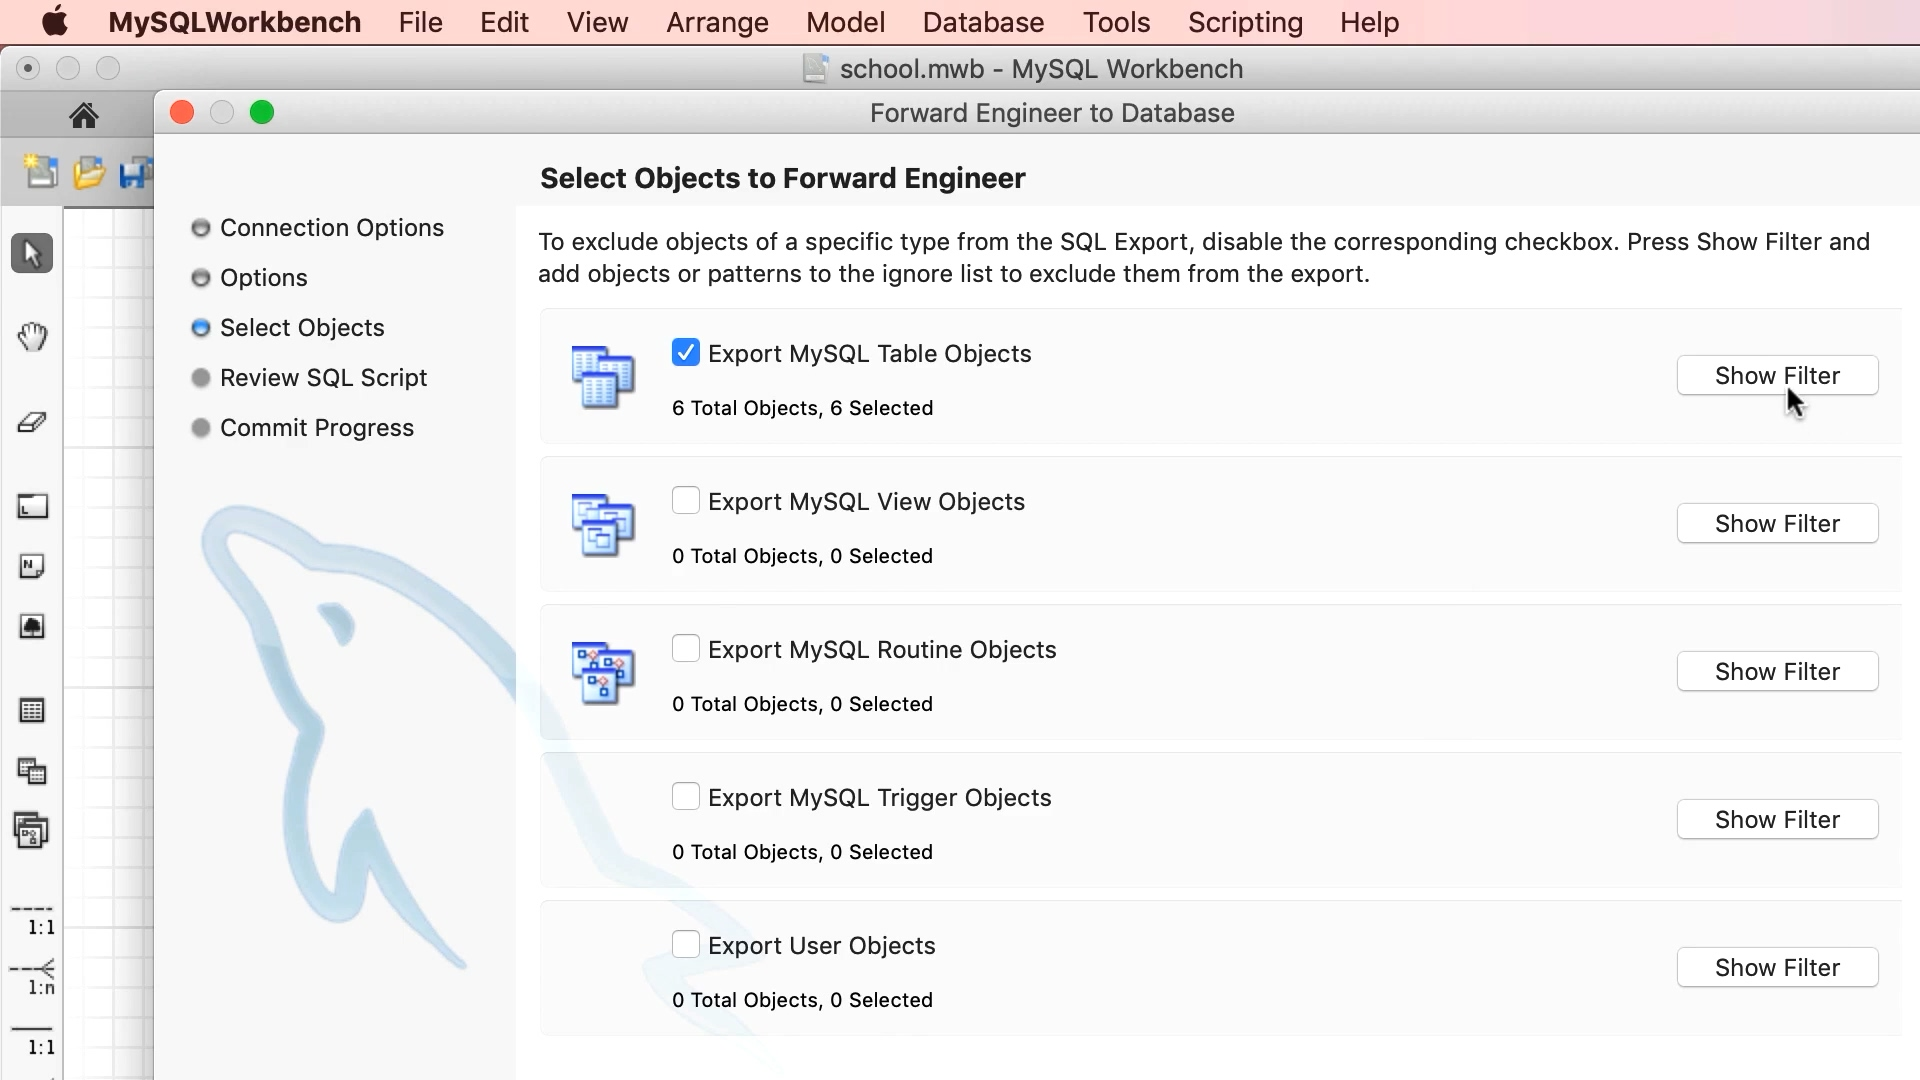 MySQLWorkbench File Edit View Arrange Model Database Tools Scripting Help
school.mwb - MySQL Workbench
Forward Engineer to Database
Select Objects to Forward Engineer
Connection Options
Options
Select Objects
Review SQL Script
Commit Progress
To exclude objects of a specific type from the SQL Export, disable the corresponding checkbox. Press Show Filter and
add objects or patterns to the ignore list to exclude them from the export.
Export MySQL Table Objects
6 Total Objects, 6 Selected
Show Filter
Export MySQL View Objects
0 Total Objects, 0 Selected
Show Filter
Export MySQL Routine Objects
0 Total Objects, 0 Selected
Show Filter
Export MySQL Trigger Objects
0 Total Objects, 0 Selected
Show Filter
Export User Objects
0 Total Objects, 0 Selected
Show Filter
1:1
1:n
1:1